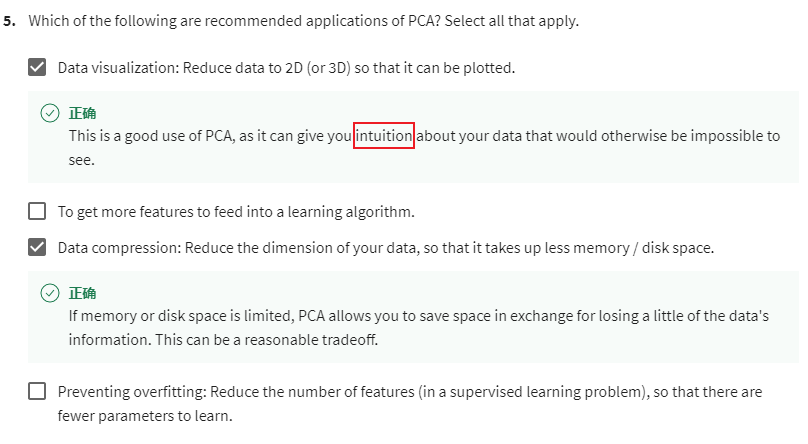 5. Which of the following are recommended applications of PCA? Select all that apply.
Data visualization: Reduce data to 2D (or 3D) so that it can be plotted.
正确
This is a good use of PCA, as it can give you intuition about your data that would otherwise be impossible to
see.
To get more features to feed into a learning algorithm.
Data compression: Reduce the dimension of your data, so that it takes up less memory / disk space.
正确
If memory or disk space is limited, PCA allows you to save space in exchange for losing a little of the data's
information. This can be a reasonable tradeoff.
Preventing overfitting: Reduce the number of features (in a supervised learning problem), so that there are
fewer parameters to learn.